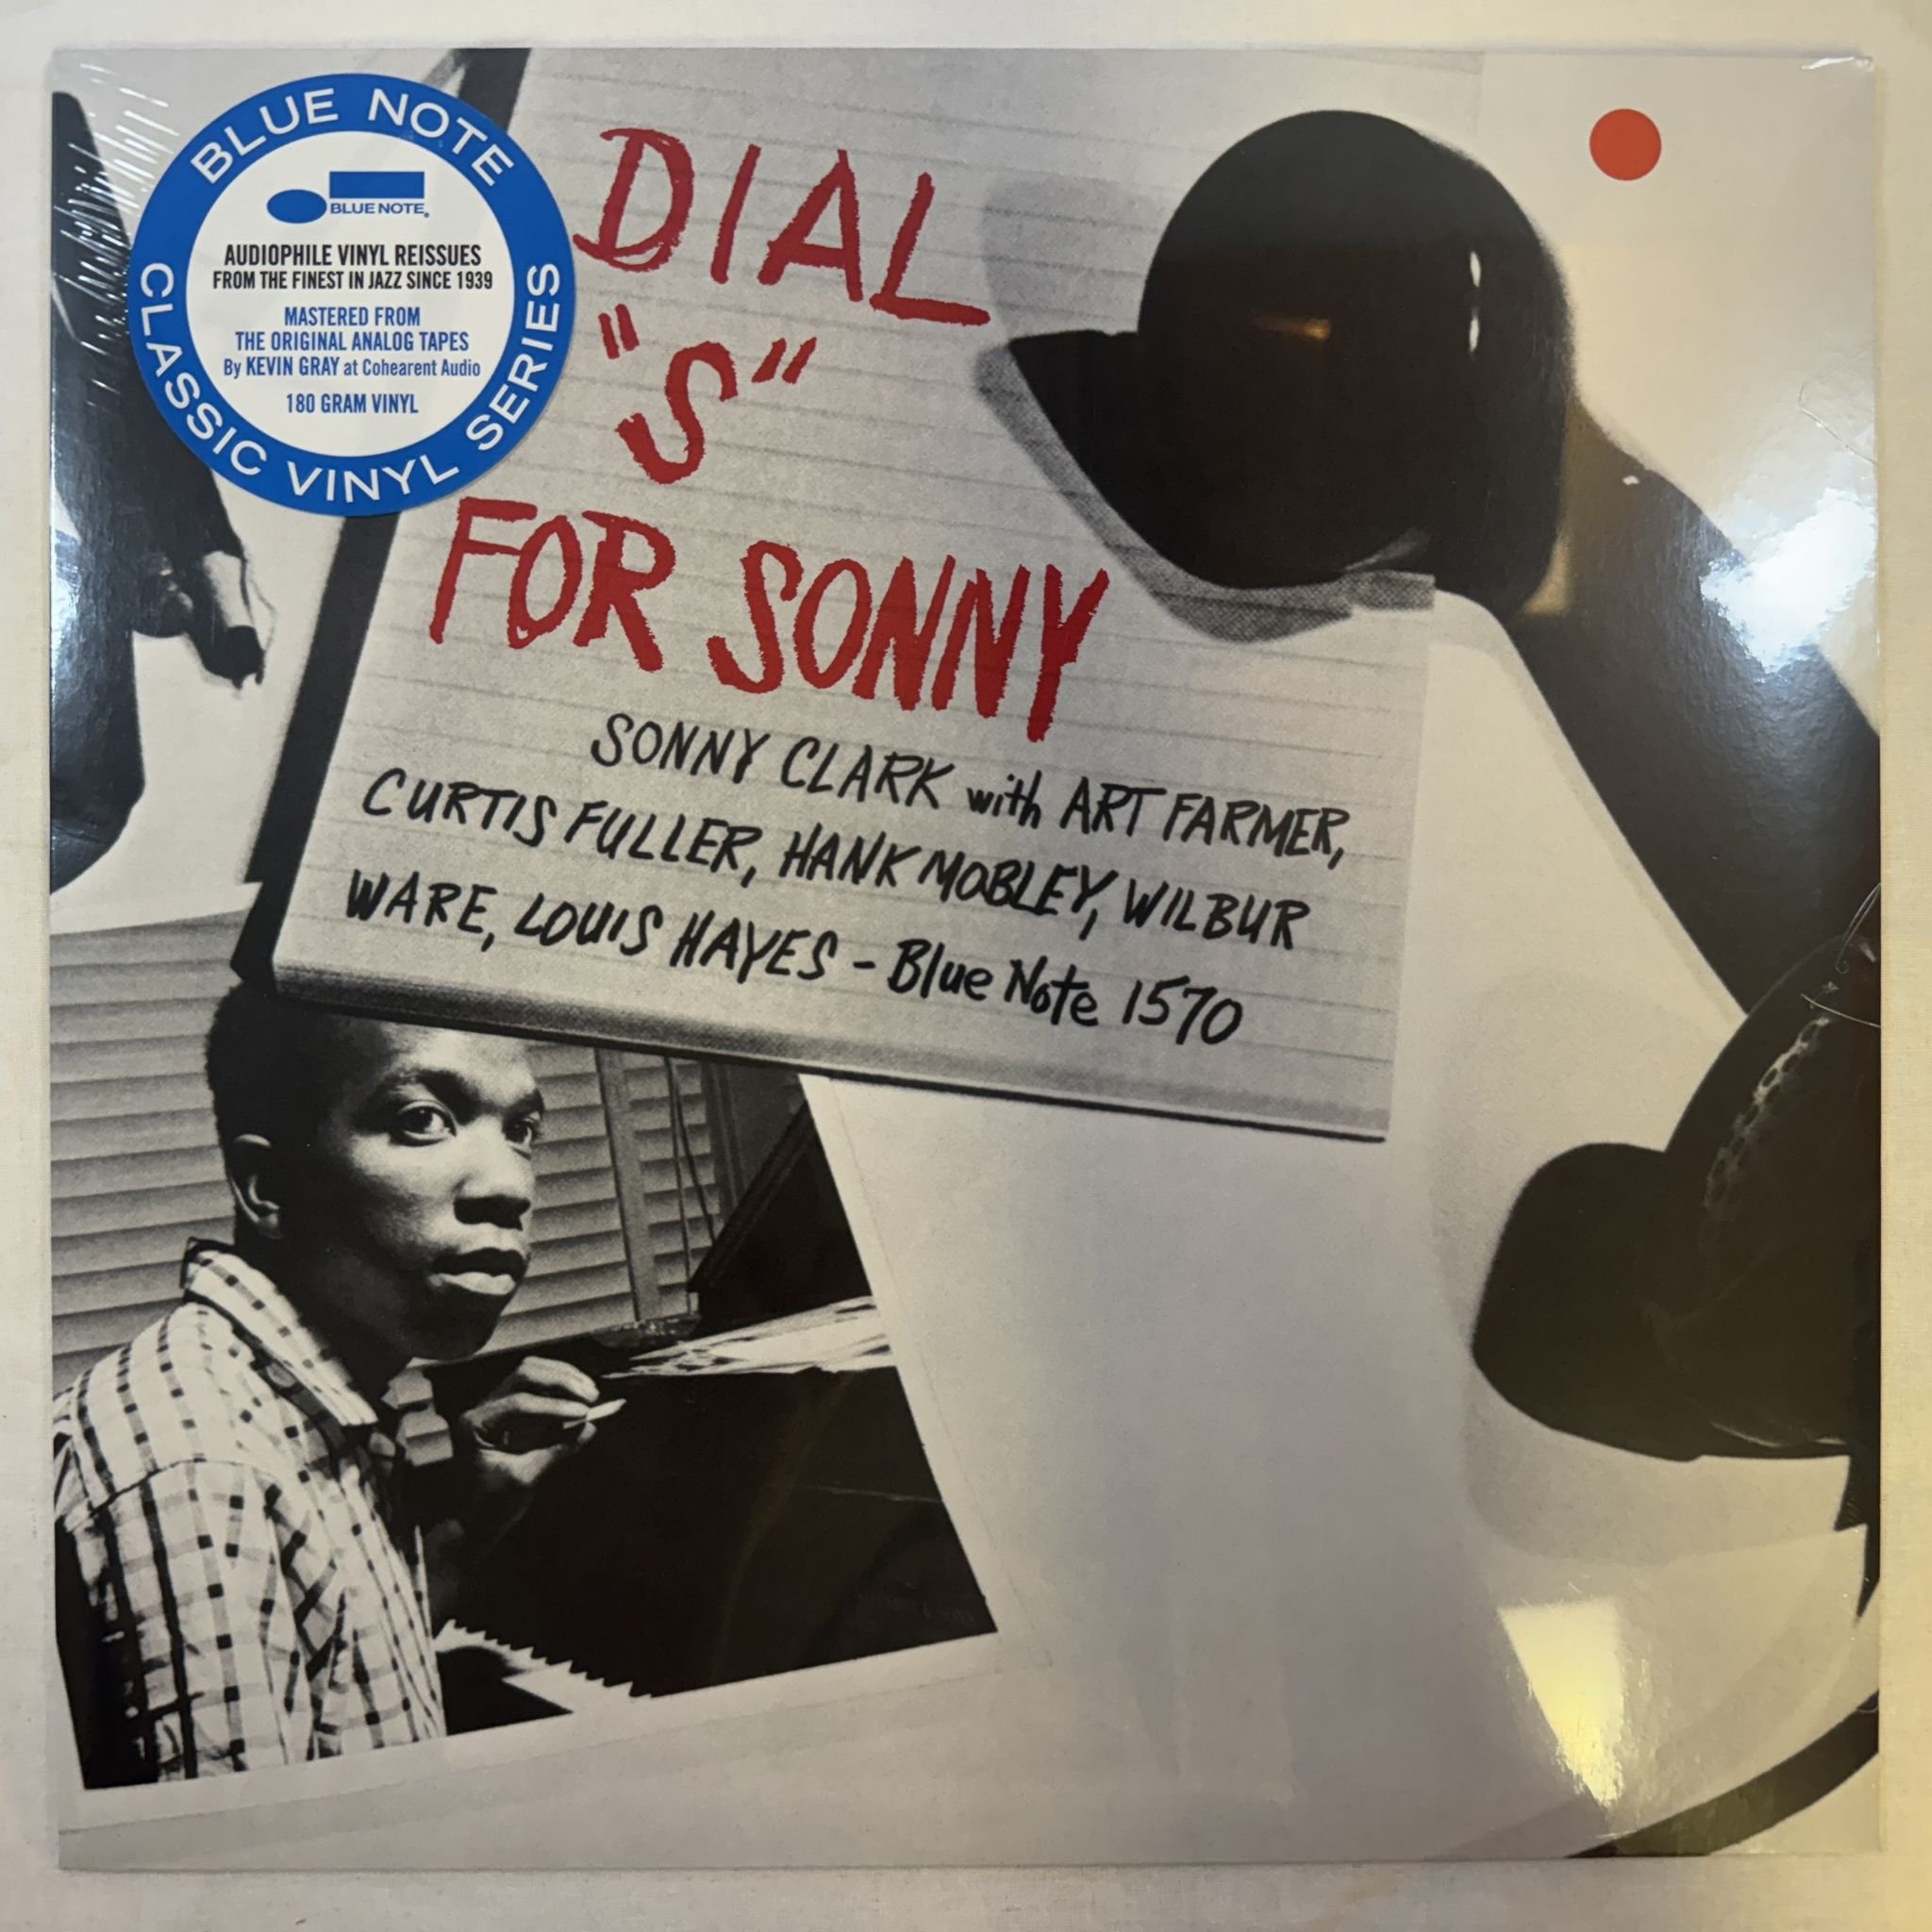 BLUE NOTE
BLUE NOTE
AUDIOPHILE VINYL REISSUES
FROM THE FINEST IN JAZZ SINCE 1939
MASTERED FROM
THE ORIGINAL ANALOG TAPES
By KEVIN GRAY at Cohearent Audio
180 GRAM VINYL
CLASSIC VINYL SERIES
DIAL
"S"
FOR SONNY
SONNY CLARK with ART FARMER,
CURTIS FULLER, HANK MOBLEY, WILBUR
WARE, LOUIS HAYES - Blue Note 1570